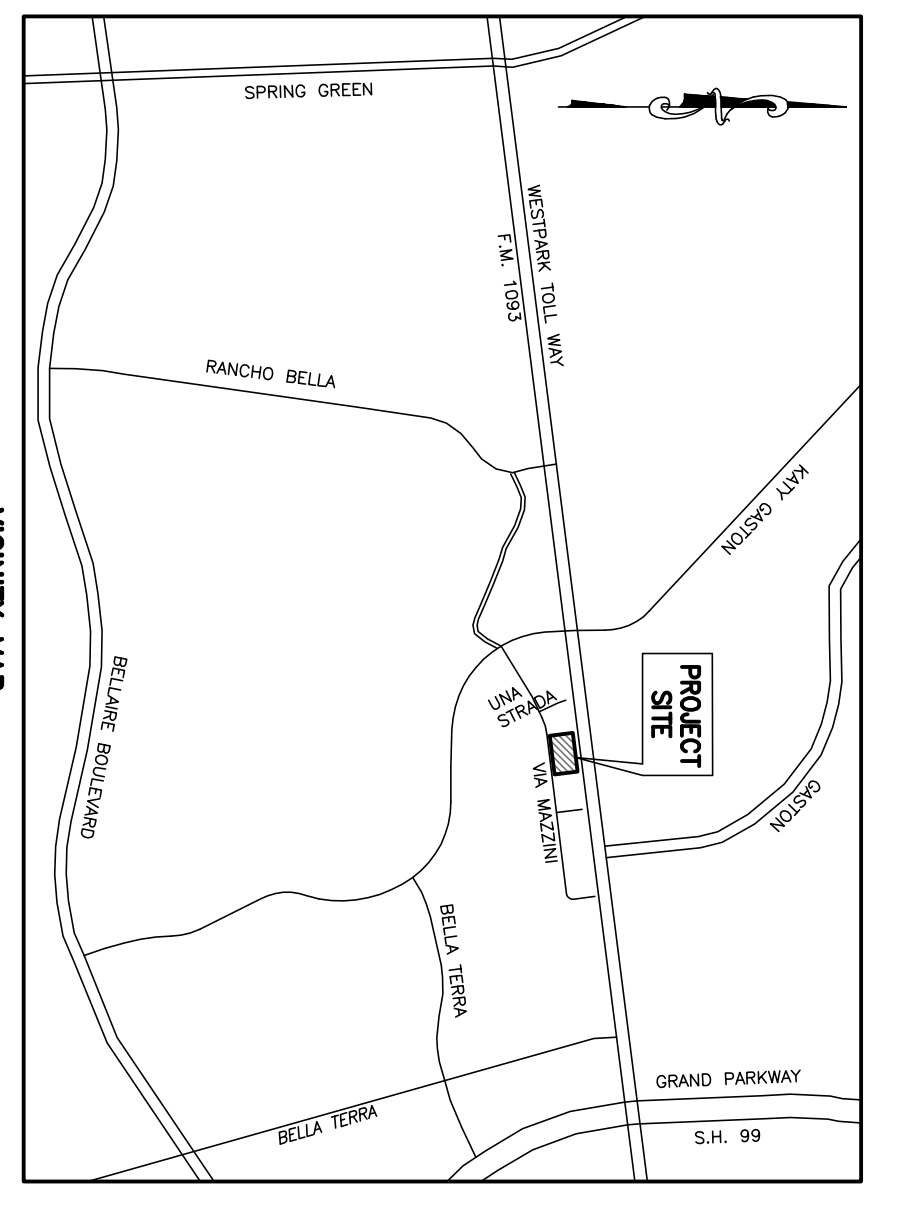 SPRING GREEN
WESTPARK TOLL WAY
F.M. 1093
RANCHO BELLA
KATY GASTON
PROJECT
SITE
UNA
STRADA
VIA MAZZINI
GASTON
BELLAIRE BOULEVARD
BELLA TERRA
GRAND PARKWAY
S.H. 99
BELLA TERRA